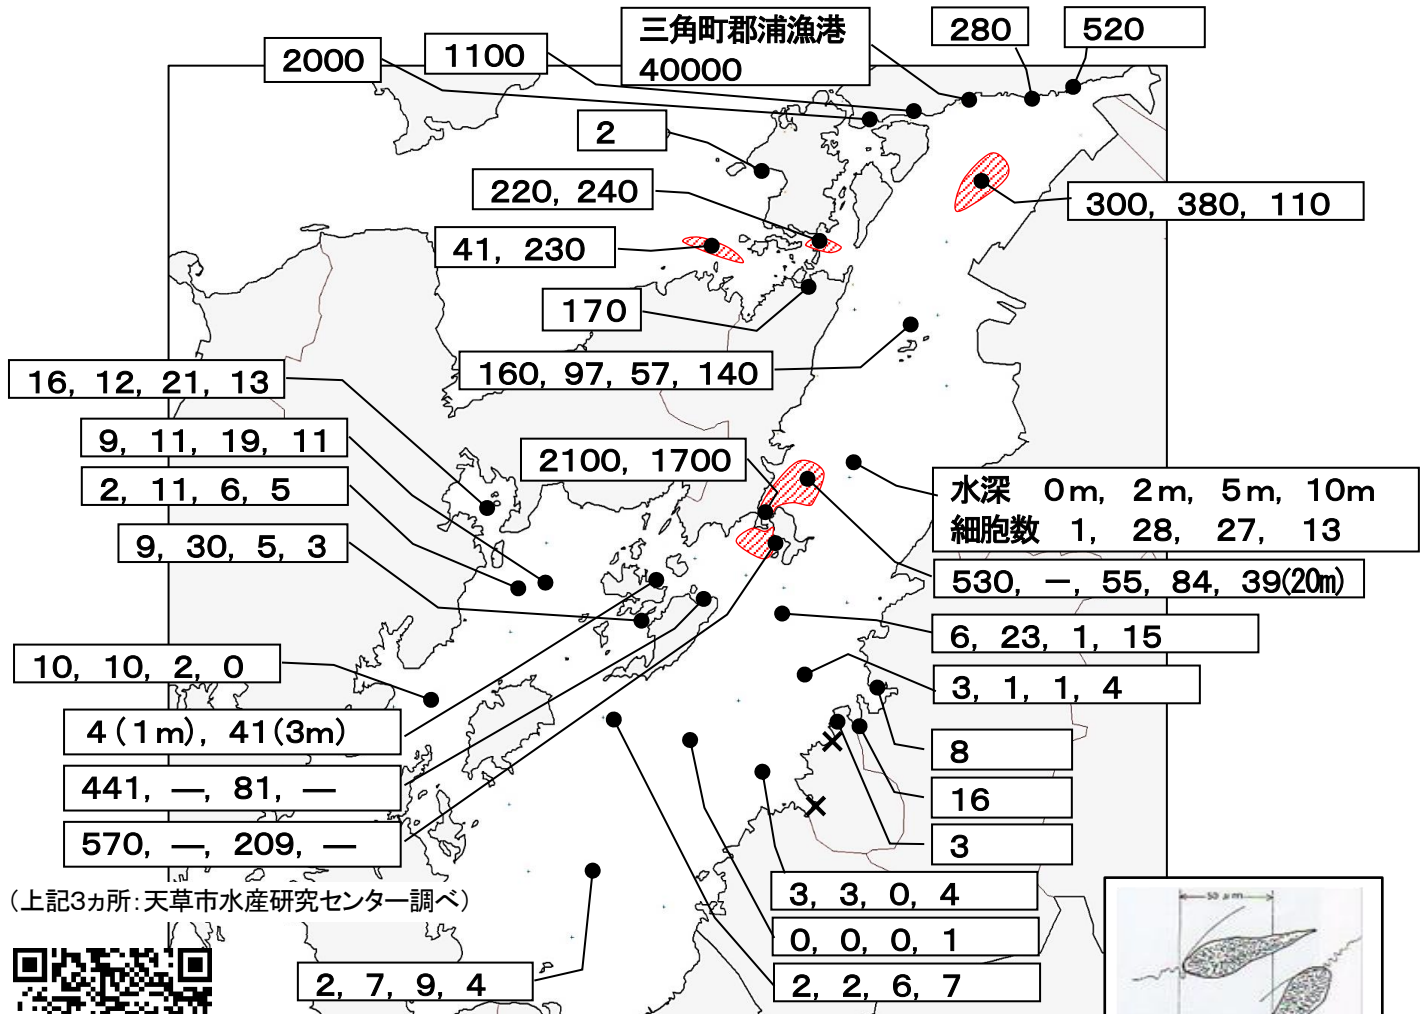 三角町郡浦漁港
40000
280
520
1100
2000
2
220, 240
300, 380, 110
41, 230
170
160, 97, 57, 140
16, 12, 21, 13
9, 11, 19, 11
2100, 1700
2, 11, 6, 5
水深 0m, 2m, 5m, 10m
細胞数 1, 28, 27, 13
9, 30, 5, 3
530, ー, 55, 84, 39(20m)
6, 23, 1, 15
10, 10, 2, 0
3, 1, 1, 4
4(1m), 41(3m)
8
441, ―, 81, ―
16
570, ―, 209, ―
3
(上記3ヵ所:天草市水産研究センター調べ)
3, 3, 0, 4
0, 0, 0, 1
2, 7, 9, 4
2, 2, 6, 7
50 μm